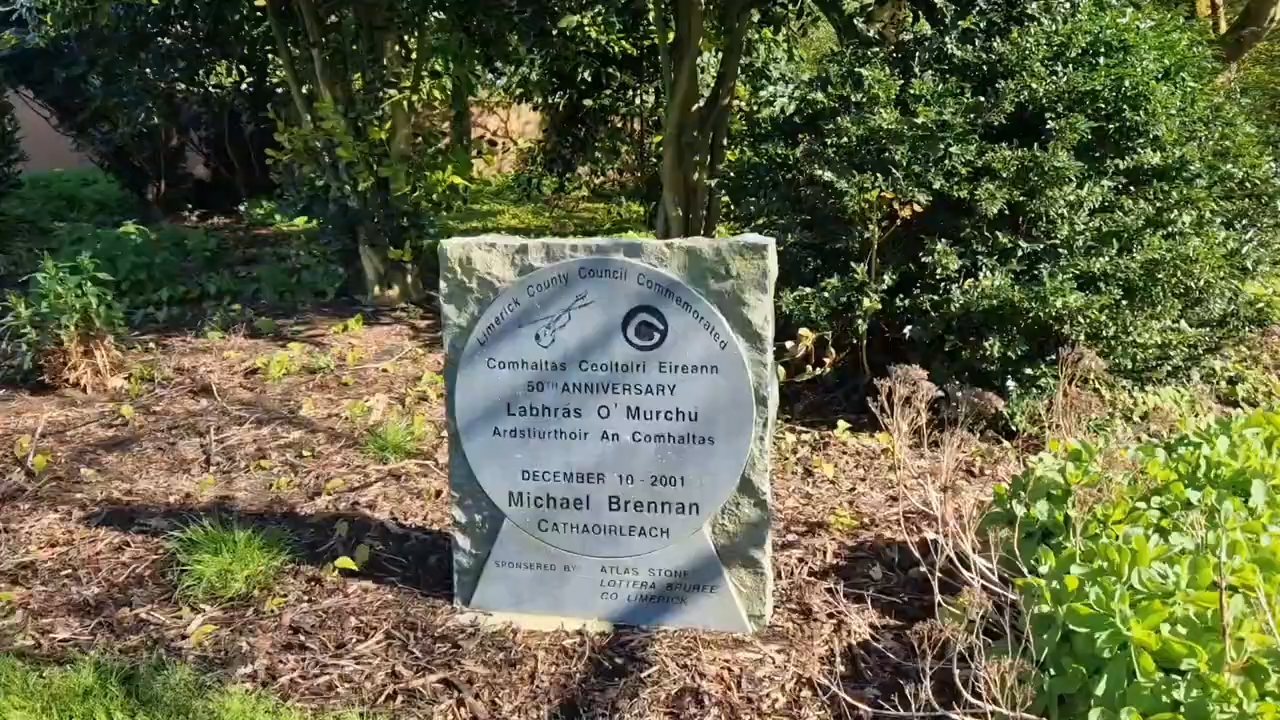 Limerick County Council Commemorated
Comhaltas Ceoltoiri Eireann
50TH ANNIVERSARY
Labhrás O' Murchu
Ardstiurthoir An Comhaltas
DECEMBER 10 - 2001
Michael Brennan
CATHAOIRLEACH
SPONSERED BY: ATLAS STONE
LOTTERA BRUREE
CO LIMERICK